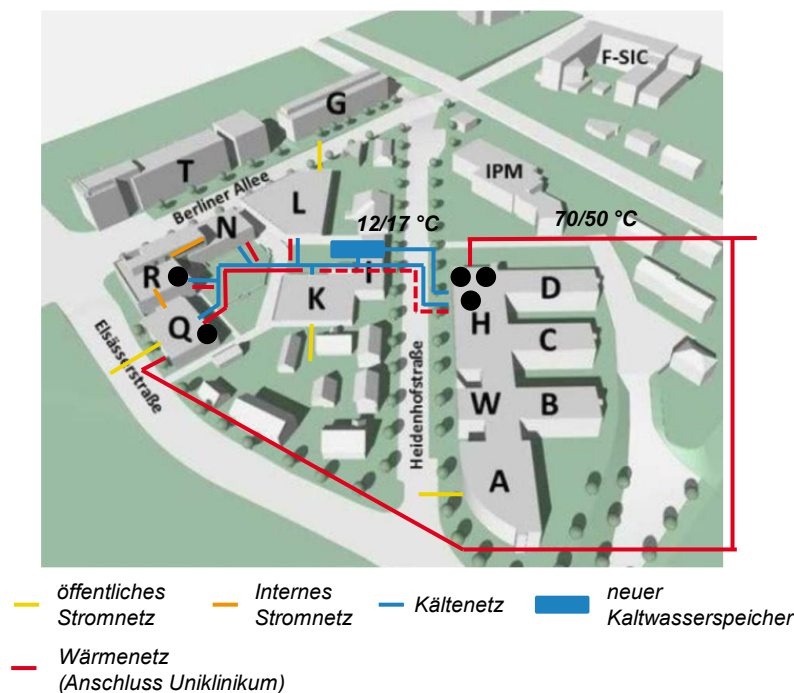 F-SIC
G
T
IPM
Berliner Allee
L
N
12/17 °C
70/50 °C
R
I
K
D
H
Q
C
Elsässerstraße
Heidenhofstraße
W
B
A
öffentliches
Stromnetz
Internes
Stromnetz
Kältenetz
neuer
Kaltwasserspeicher
Wärmenetz
(Anschluss Uniklinikum)